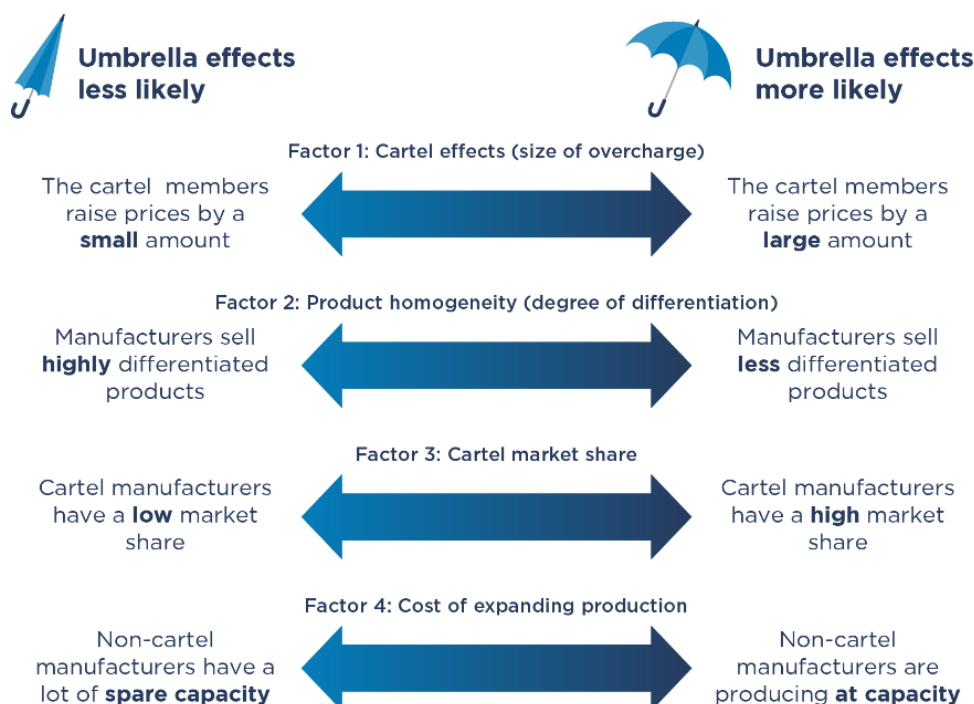 Umbrella effects
less likely
Umbrella effects
more likely
Factor 1: Cartel effects (size of overcharge)
The cartel members
raise prices by a
small amount
The cartel members
raise prices by a
large amount
Factor 2: Product homogeneity (degree of differentiation)
Manufacturers sell
highly differentiated
products
Manufacturers sell
less differentiated
products
Factor 3: Cartel market share
Cartel manufacturers
have a low market
share
Cartel manufacturers
have a high market
share
Factor 4: Cost of expanding production
Non-cartel
manufacturers have a
lot of spare capacity
Non-cartel
manufacturers are
producing at capacity